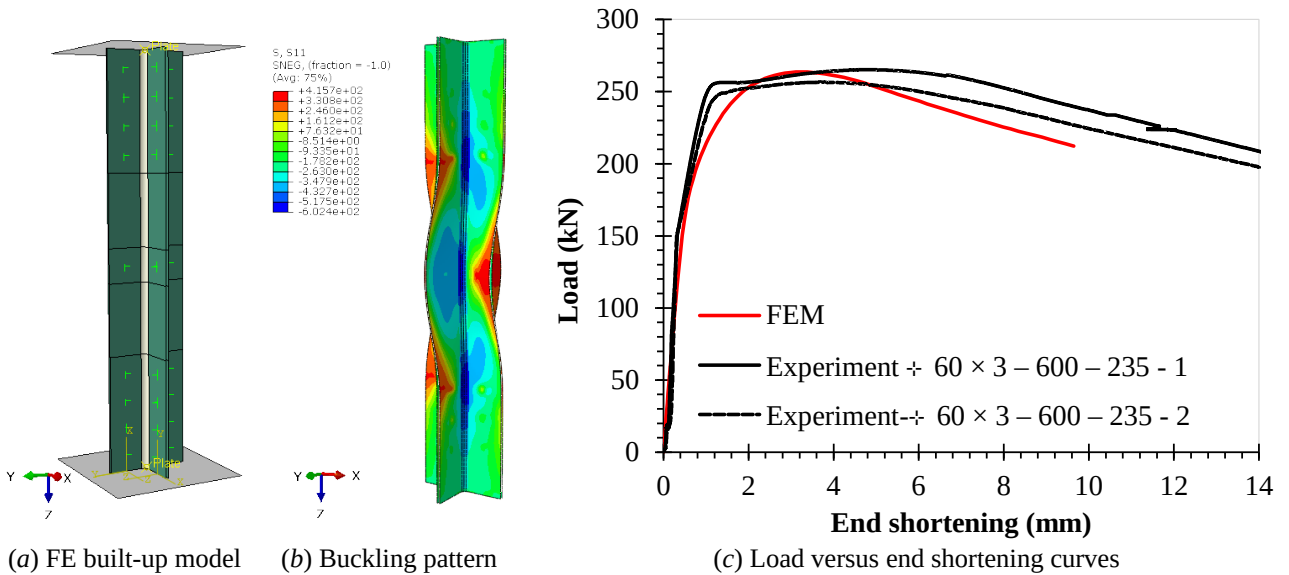 Plate
Plate
Y
X
Z
S, S11
SNEG, (fraction = -1.0)
(Avg: 75%)
+4.157e+02
+3.308e+02
+2.460e+02
+1.612e+02
+7.632e+01
-8.514e+00
-9.335e+01
-1.782e+02
-2.630e+02
-3.479e+02
-4.327e+02
-5.175e+02
-6.024e+02
Y
X
Z
300
250
200
150
100
50
0
Load (kN)
FEM
Experiment ⊹ 60 × 3 – 600 – 235 - 1
Experiment-⊹ 60 × 3 – 600 – 235 - 2
0 2 4 6 8 10 12 14
End shortening (mm)
(a) FE built-up model
(b) Buckling pattern
(c) Load versus end shortening curves